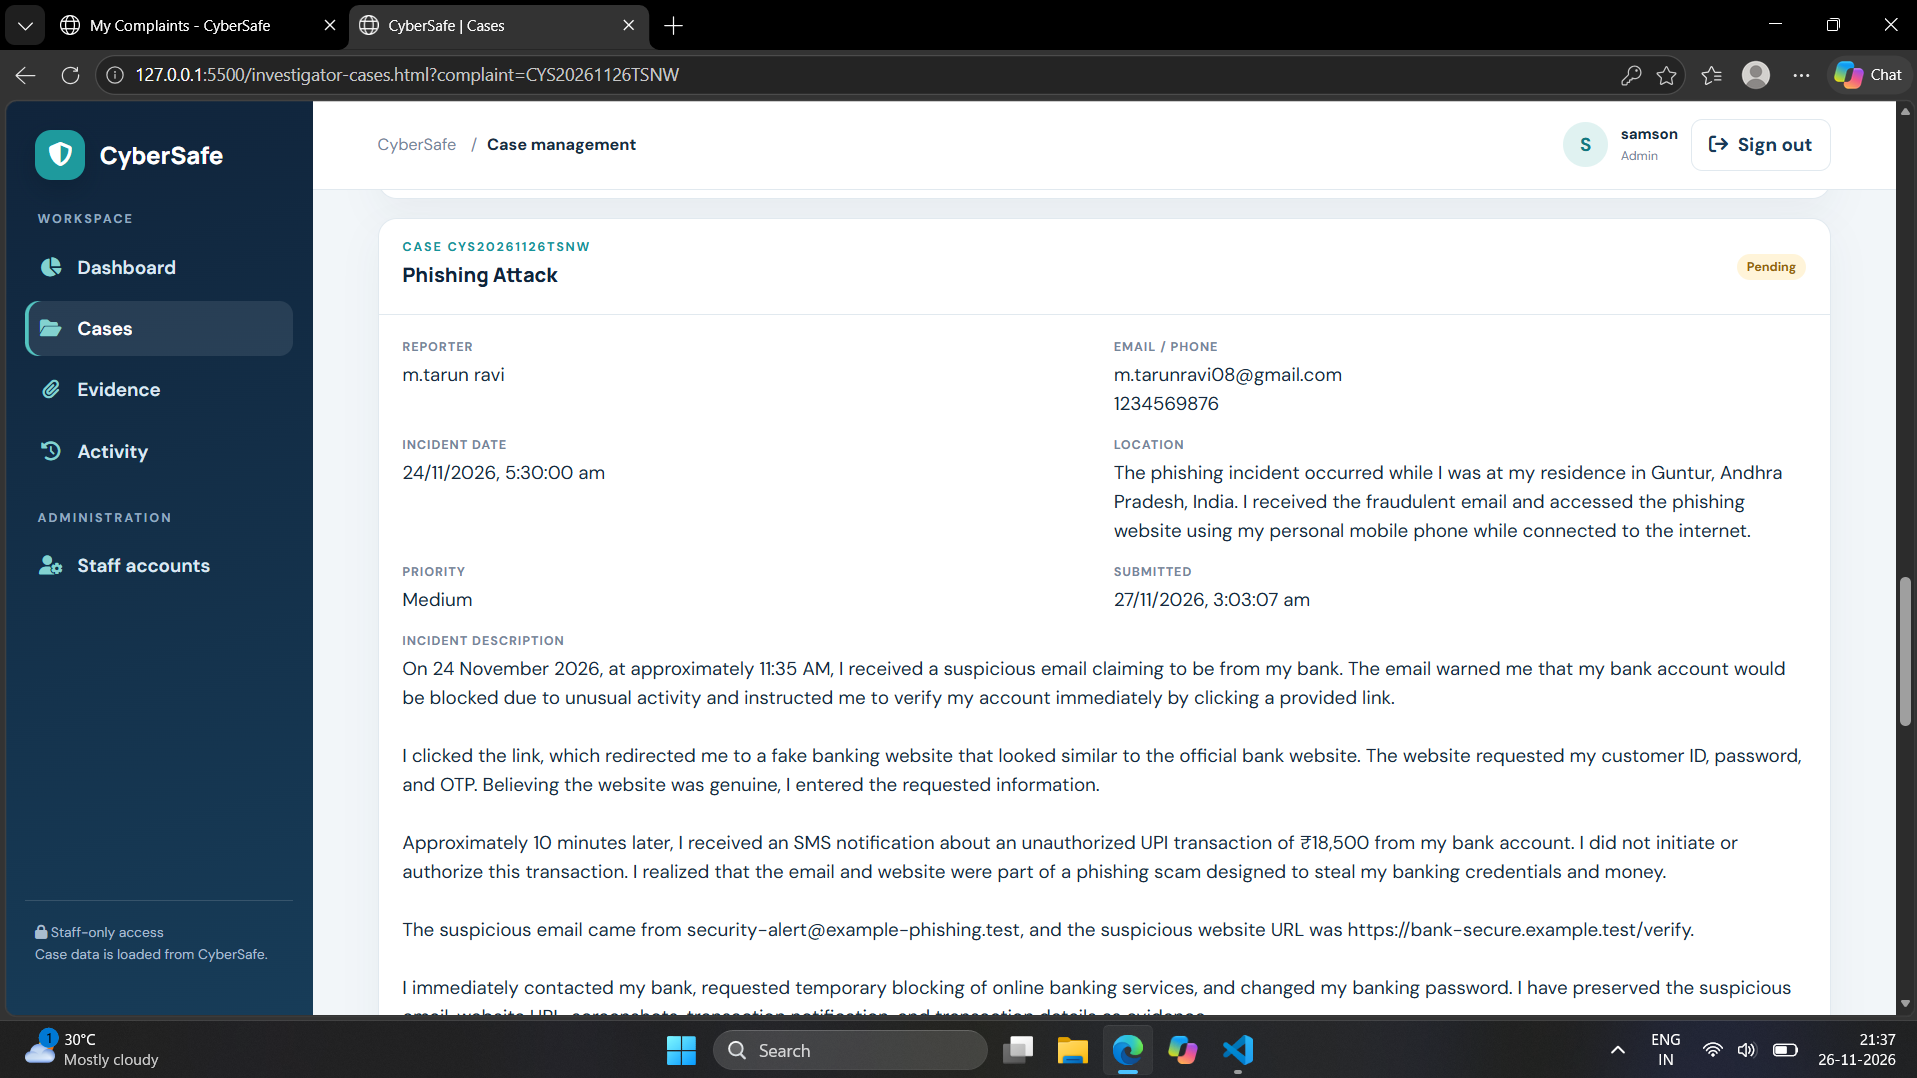 My Complaints - CyberSafe
CyberSafe | Cases
127.0.0.1:5500/investigator-cases.html?complaint=CYS20261126TSNW
Chat
CyberSafe
WORKSPACE
Dashboard
Cases
Evidence
Activity
ADMINISTRATION
Staff accounts
Staff-only access
Case data is loaded from CyberSafe.
CyberSafe / Case management
S
samson
Admin
Sign out
CASE CYS20261126TSNW
Phishing Attack
Pending
REPORTER
m.tarun ravi
EMAIL / PHONE
m.tarunravi08@gmail.com
1234569876
INCIDENT DATE
24/11/2026, 5:30:00 am
LOCATION
The phishing incident occurred while I was at my residence in Guntur, Andhra
Pradesh, India. I received the fraudulent email and accessed the phishing
website using my personal mobile phone while connected to the internet.
PRIORITY
Medium
SUBMITTED
27/11/2026, 3:03:07 am
INCIDENT DESCRIPTION
On 24 November 2026, at approximately 11:35 AM, I received a suspicious email claiming to be from my bank. The email warned me that my bank account would
be blocked due to unusual activity and instructed me to verify my account immediately by clicking a provided link.
I clicked the link, which redirected me to a fake banking website that looked similar to the official bank website. The website requested my customer ID, password,
and OTP. Believing the website was genuine, I entered the requested information.
Approximately 10 minutes later, I received an SMS notification about an unauthorized UPI transaction of ₹18,500 from my bank account. I did not initiate or
authorize this transaction. I realized that the email and website were part of a phishing scam designed to steal my banking credentials and money.
The suspicious email came from security-alert@example-phishing.test, and the suspicious website URL was https://bank-secure.example.test/verify.
I immediately contacted my bank, requested temporary blocking of online banking services, and changed my banking password. I have preserved the suspicious
email, website URL, screenshots, transaction notification, and transaction details as evidence.
1
30°C
Mostly cloudy
Search
ENG
IN
21:37
26-11-2026